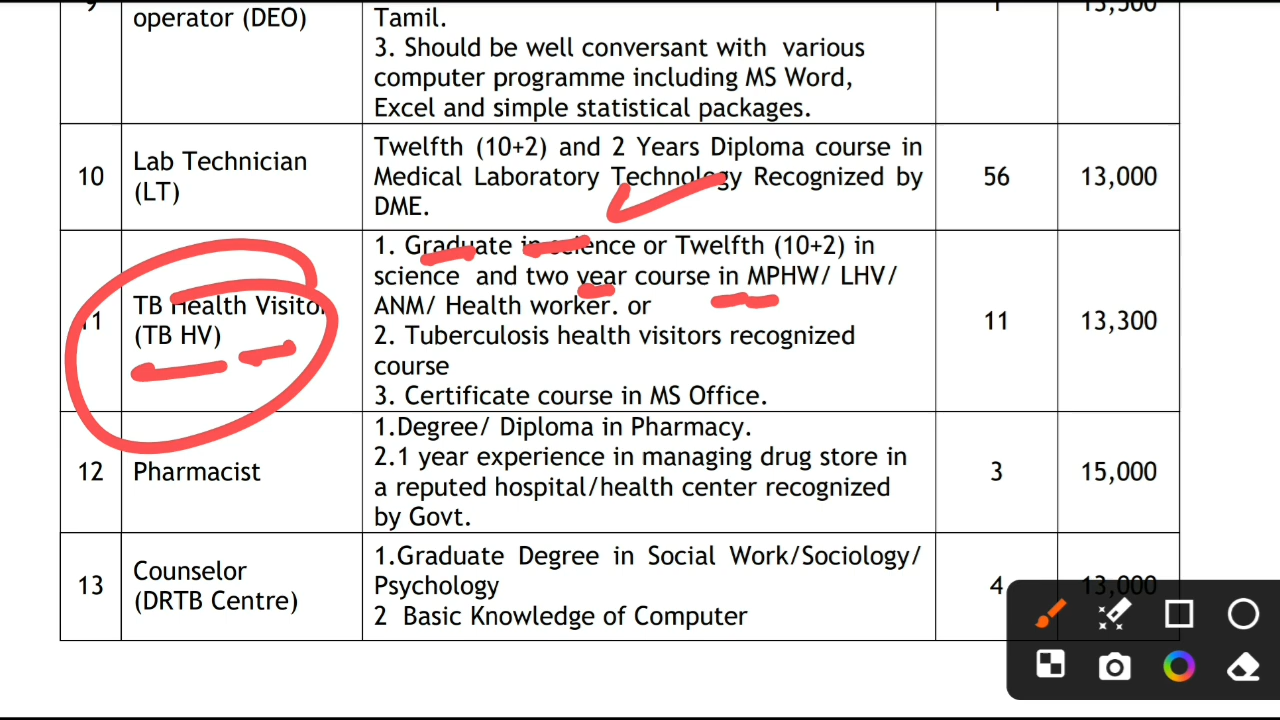 9
operator (DEO)
Tamil.
3. Should be well conversant with various
computer programme including MS Word,
Excel and simple statistical packages.
1
13,500
10
Lab Technician
(LT)
Twelfth (10+2) and 2 Years Diploma course in
Medical Laboratory Technology Recognized by
DME.
56
13,000
11
TB Health Visitor
(TB HV)
1. Graduate in science or Twelfth (10+2) in
science and two year course in MPHW/ LHV/
ANM/ Health worker. or
2. Tuberculosis health visitors recognized
course
3. Certificate course in MS Office.
11
13,300
12
Pharmacist
1.Degree/ Diploma in Pharmacy.
2.1 year experience in managing drug store in
a reputed hospital/health center recognized
by Govt.
3
15,000
13
Counselor
(DRTB Centre)
1.Graduate Degree in Social Work/Sociology/
Psychology
2 Basic Knowledge of Computer
4
13,000